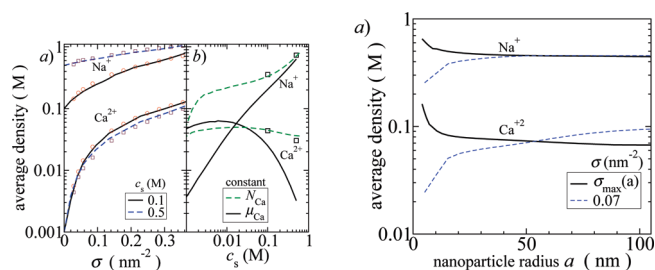 a)
1
0.1
0.01
0.001
average density ( M )
Na+
Ca2+
cs (M)
0.1
0.5
0
0.1
0.2
0.3
σ (nm-2)
b)
Na+
Ca2+
constant
NCa
μCa
0.01
0.1
1
cs (M)
a)
1
0.1
0.01
average density ( M )
Na+
Ca+2
σ (nm-2)
σmax(a)
0.07
0
50
100
nanoparticle radius a (nm)